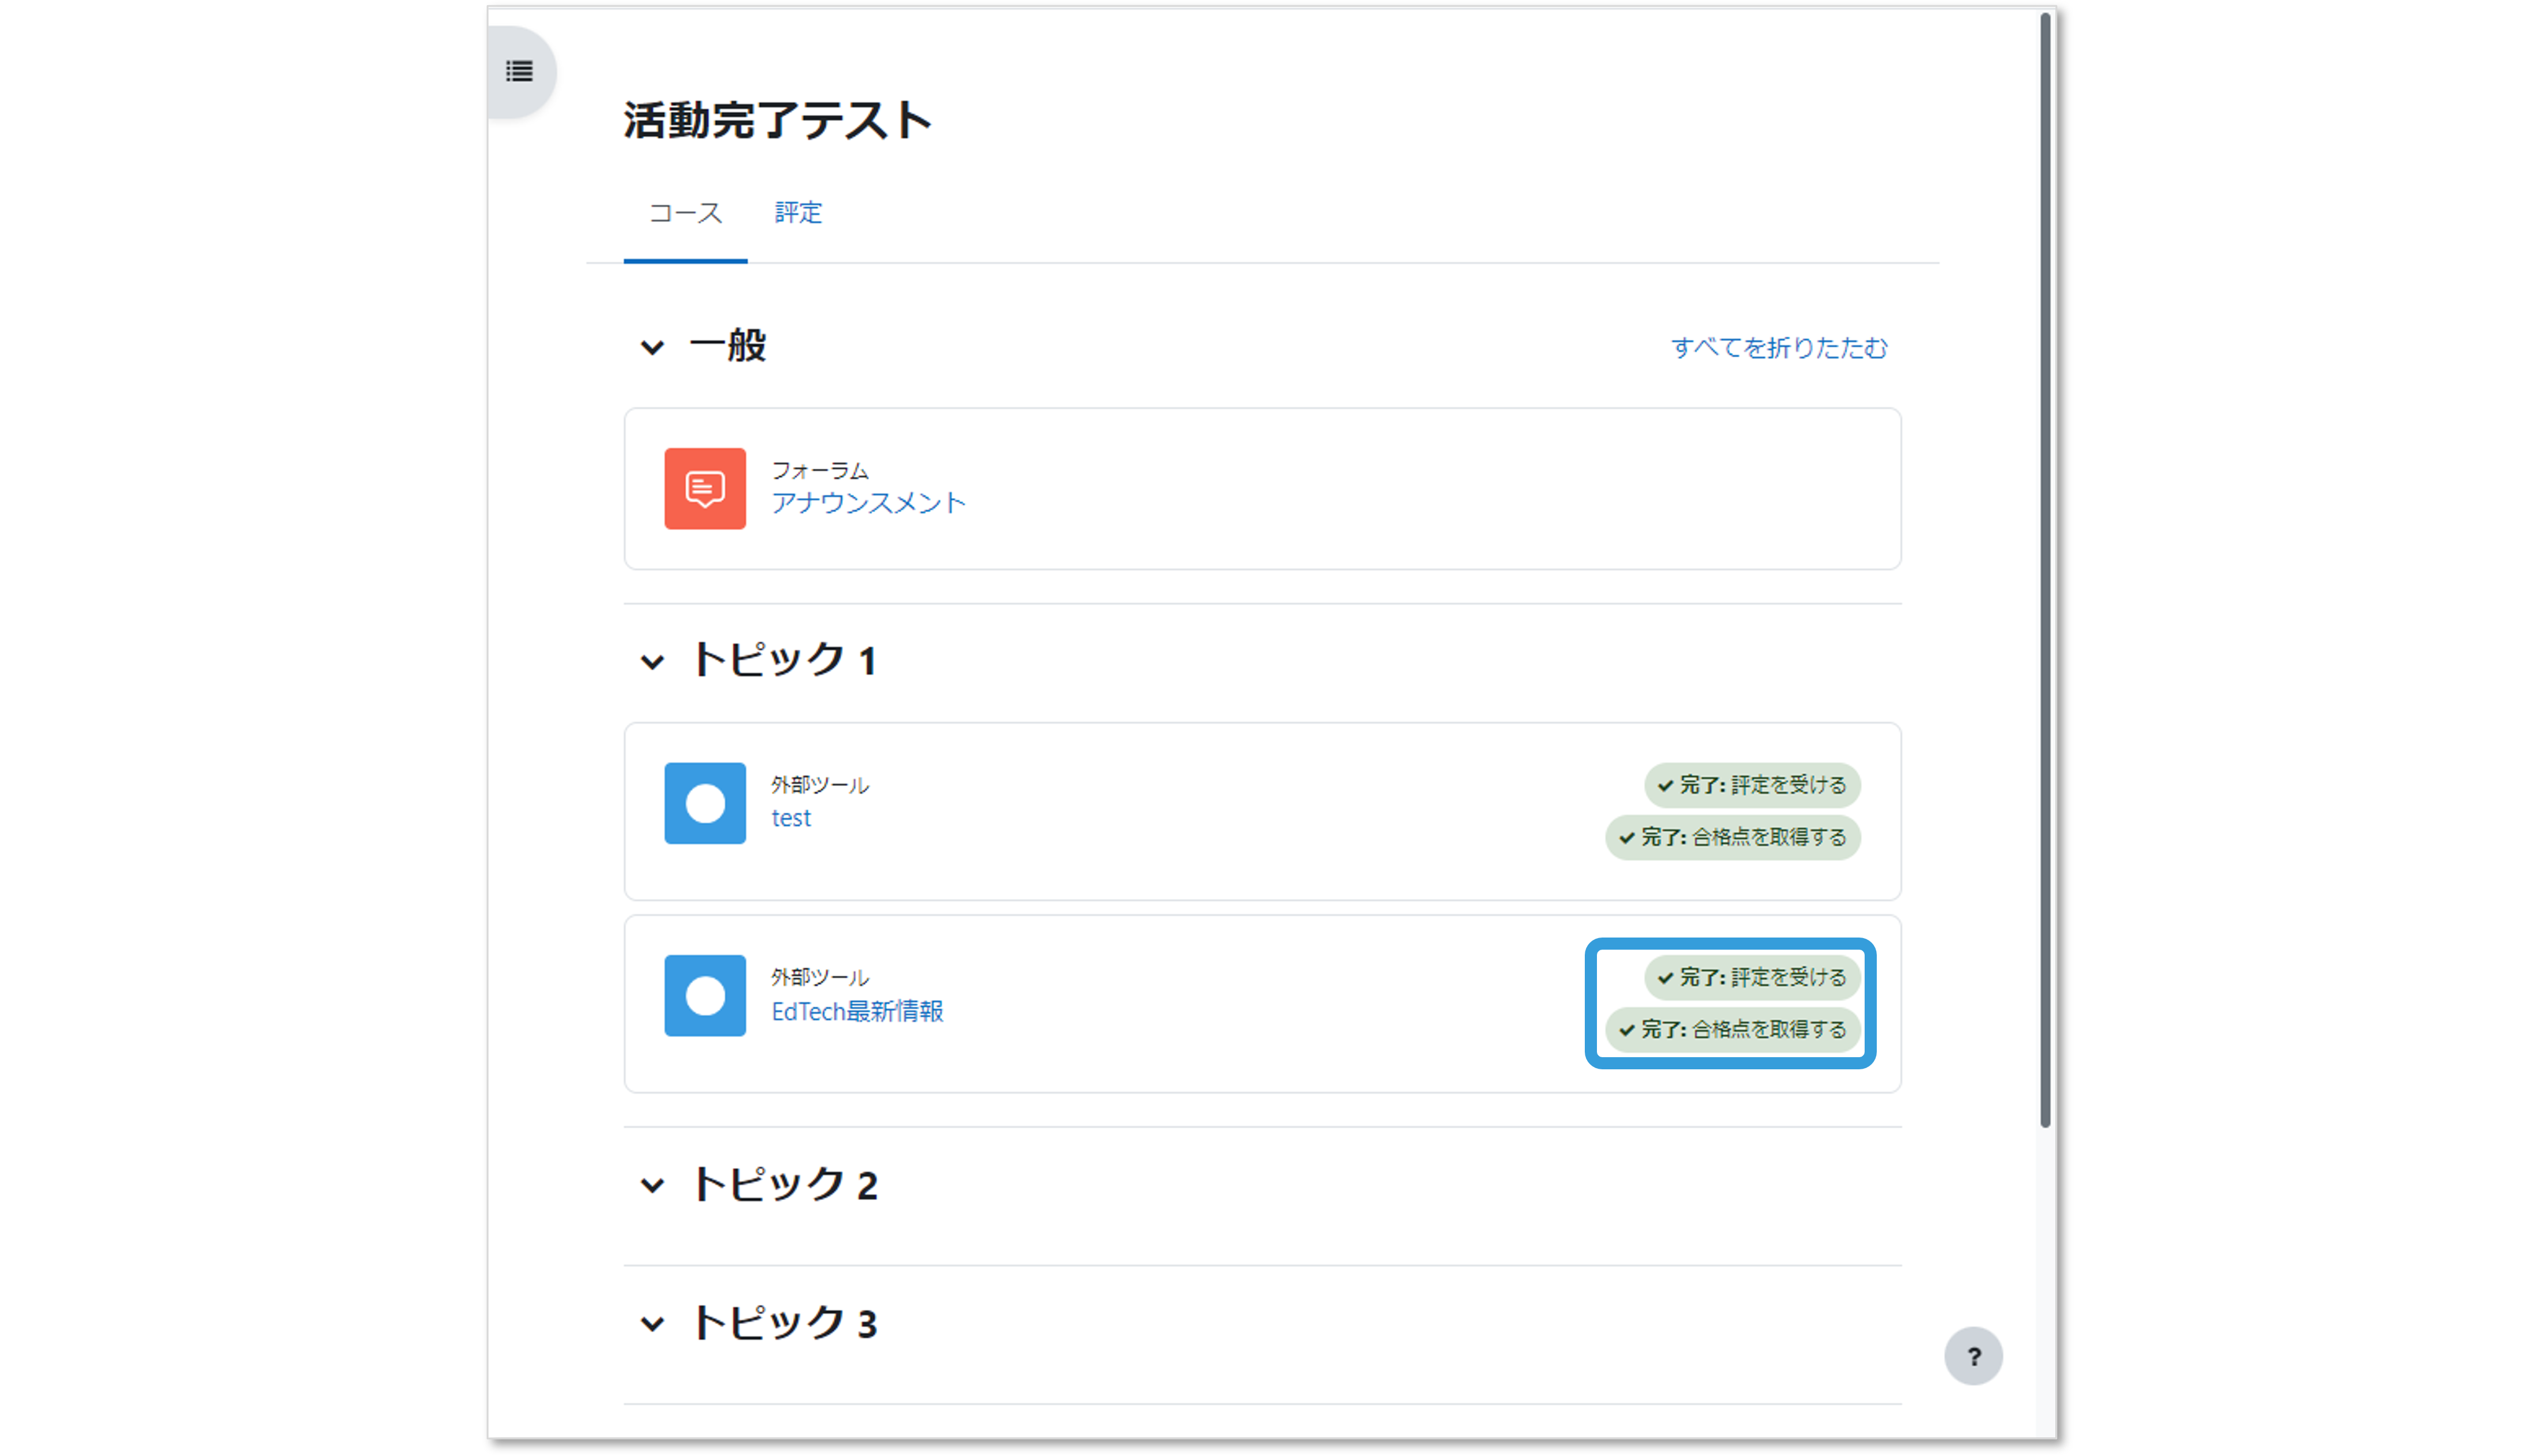 活動完了テスト
コース 評定
一般 すべてを折りたたむ
フォーラム
アナウンスメント
トピック 1
外部ツール
test
完了: 評定を受ける
完了: 合格点を取得する
外部ツール
EdTech最新情報
完了: 評定を受ける
完了: 合格点を取得する
トピック 2
トピック 3
?